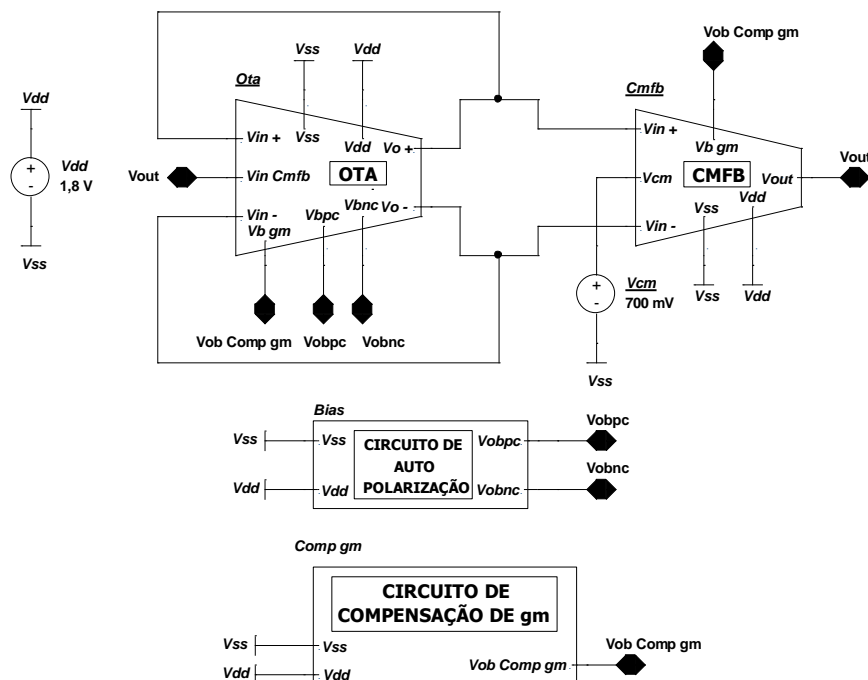 Vob Comp gm
Vss
Vdd
Ota
Cmfb
Vdd
Vin +
Vss
Vdd
Vo +
Vin +
Vb gm
Vdd
1,8 V
Vout
Vin Cmfb
OTA
Vcm
CMFB
Vout
Vout
Vin -
Vb gm
Vbpc
Vbnc
Vo -
Vin -
Vss
Vdd
Vss
Vcm
700 mV
Vss
Vdd
Vob Comp gm
Vobpc
Vobnc
Vss
Bias
Vss
Vss
CIRCUITO DE
AUTO
POLARIZAÇÃO
Vobpc
Vobpc
Vdd
Vdd
Vobnc
Vobnc
Comp gm
CIRCUITO DE
COMPENSAÇÃO DE gm
Vss
Vss
Vob Comp gm
Vob Comp gm
Vdd
Vdd